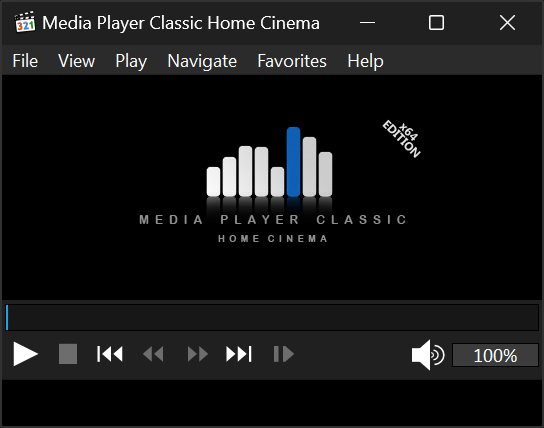 321 Media Player Classic Home Cinema
File View Play Navigate Favorites Help
x64
EDITION
MEDIA PLAYER CLASSIC
HOME CINEMA
100%